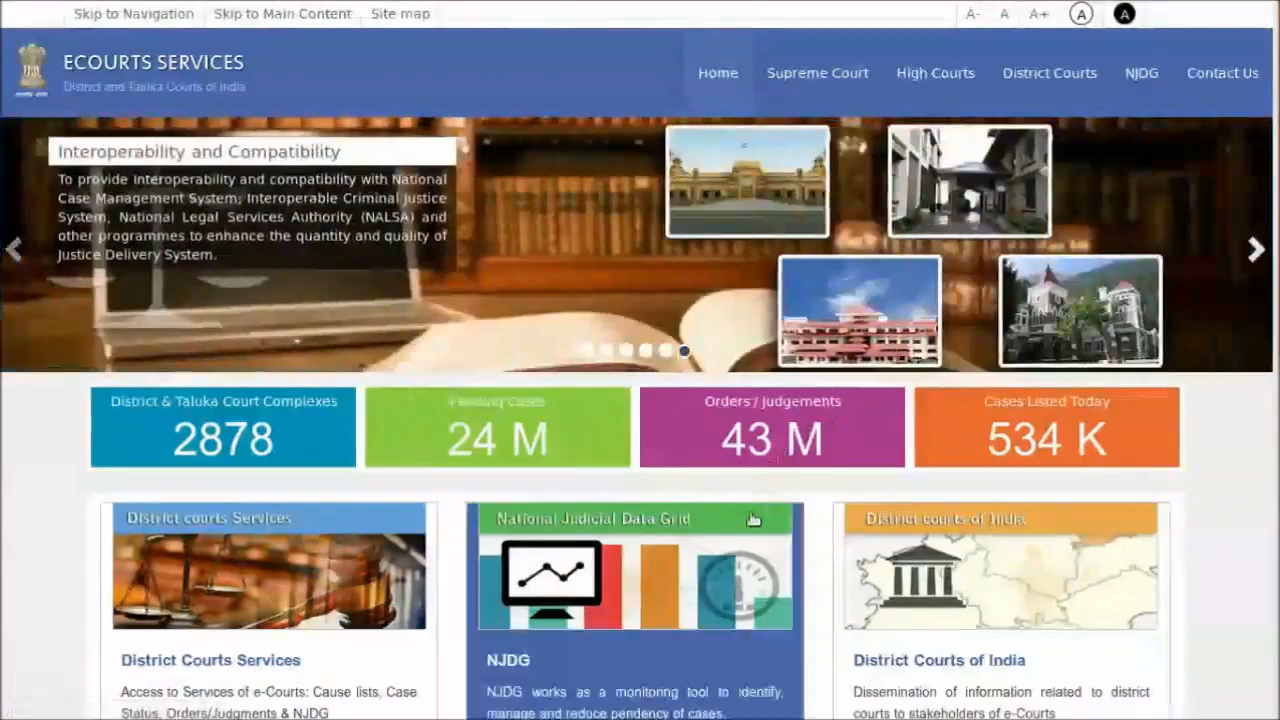 Skip to Navigation Skip to Main Content Site map A- A A+ A A
ECOURTS SERVICES
District and Taluka Courts of India
Home Supreme Court High Courts District Courts NJDG Contact Us
Interoperability and Compatibility
To provide interoperability and compatibility with National
Case Management System; Interoperable Criminal Justice
System, National Legal Services Authority (NALSA) and
other programmes to enhance the quantity and quality of
Justice Delivery System.
District & Taluka Court Complexes
2878
Pending Cases
24 M
Orders / Judgements
43 M
Cases Listed Today
534 K
District courts Services
National Judicial Data Grid
District courts of India
District Courts Services
Access to Services of e-Courts: Cause lists, Case
Status, Orders/Judgments & NJDG
NJDG
NJDG works as a monitoring tool to identify,
manage and reduce pendency of cases.
District Courts of India
Dissemination of information related to district
courts to stakeholders of e-Courts